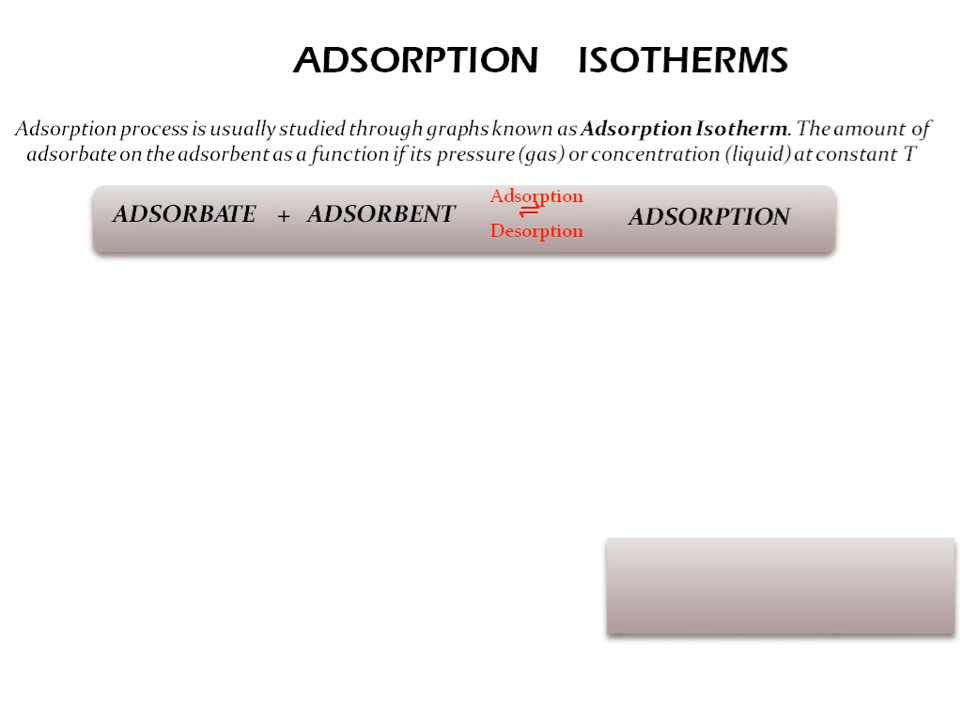 ADSORPTION ISOTHERMS
Adsorption process is usually studied through graphs known as Adsorption Isotherm. The amount of
adsorbate on the adsorbent as a function if its pressure (gas) or concentration (liquid) at constant T
ADSORBATE + ADSORBENT Adsorption ⇌ Desorption ADSORPTION